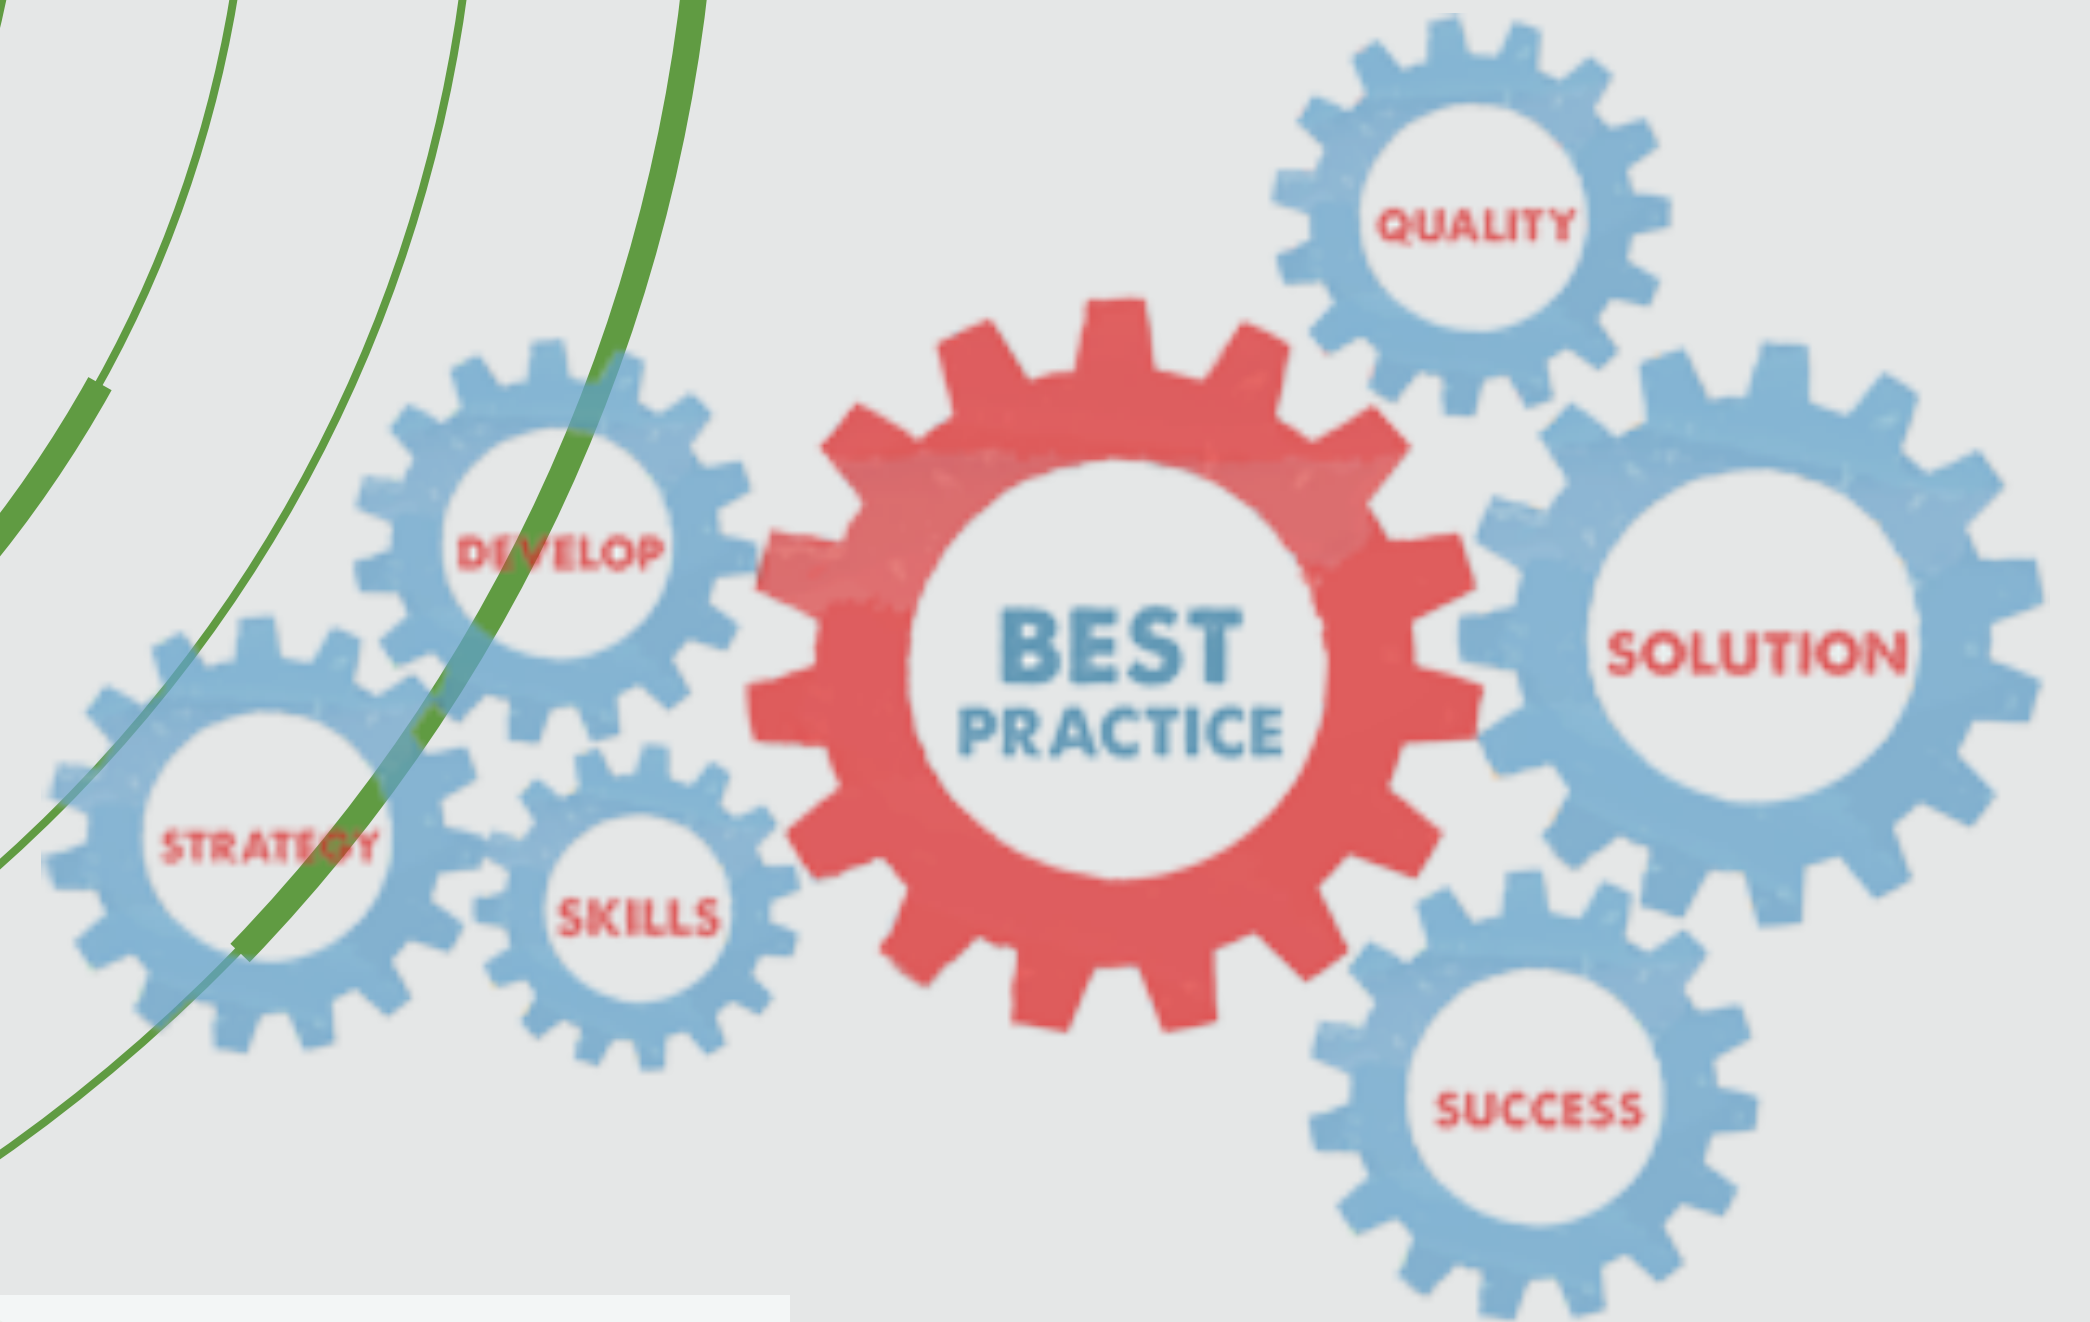 QUALITY
DEVELOP
BEST
PRACTICE
SOLUTION
STRATEGY
SKILLS
SUCCESS